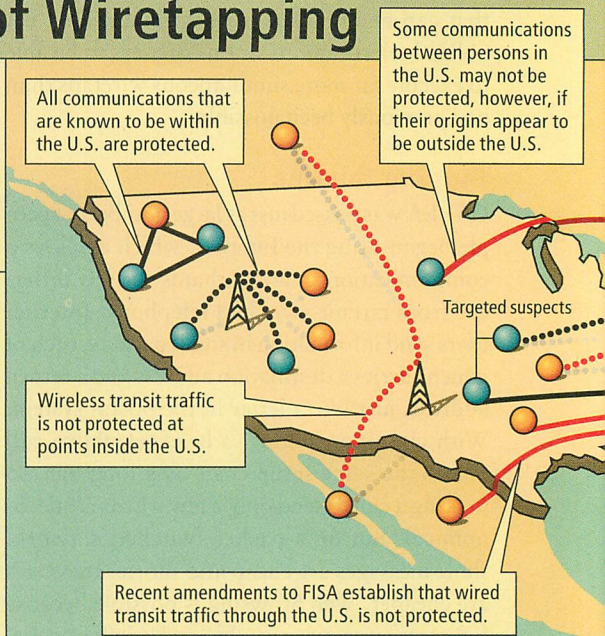 of Wiretapping
Some communications
between persons in
the U.S. may not be
protected, however, if
their origins appear to
be outside the U.S.
All communications that
are known to be within
the U.S. are protected.
Targeted suspects
Wireless transit traffic
is not protected at
points inside the U.S.
Recent amendments to FISA establish that wired
transit traffic through the U.S. is not protected.